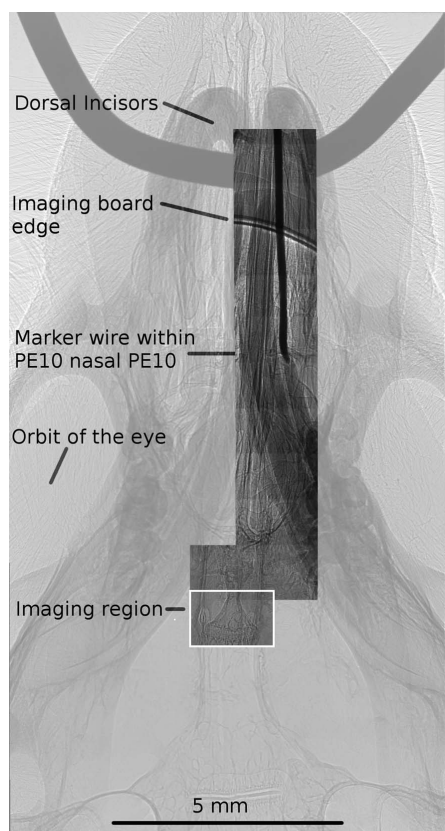 Dorsal Incisors
Imaging board
edge
Marker wire within
PE10 nasal PE10
Orbit of the eye
Imaging region
5 mm